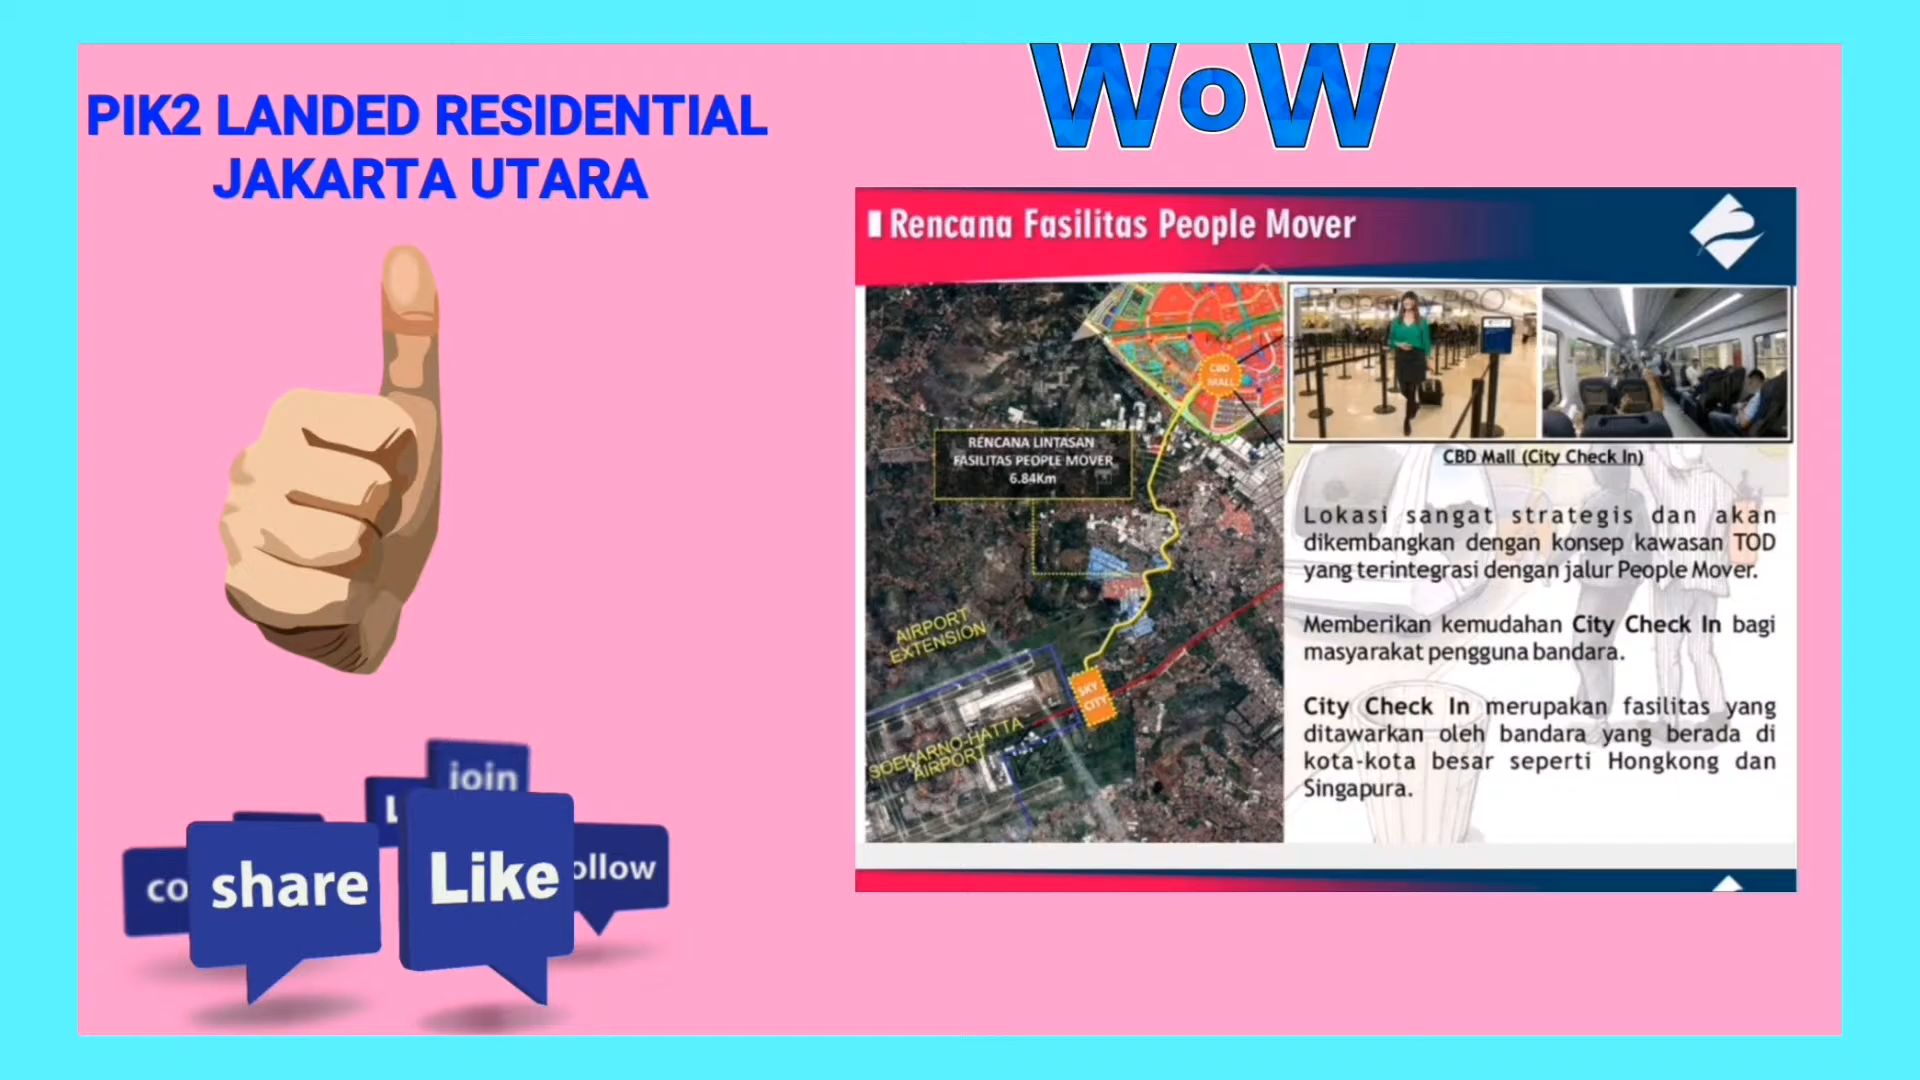 PIK2 LANDED RESIDENTIAL
JAKARTA UTARA
WoW
Rencana Fasilitas People Mover
CBD
MALL
RENCANA LINTASAN
FASILITAS PEOPLE MOVER
6.84Km
AIRPORT
EXTENSION
SKY
CITY
SOEKARNO-HATTA
AIRPORT
Property PRO
CBD Mall (City Check In)
Lokasi sangat strategis dan akan
dikembangkan dengan konsep kawasan TOD
yang terintegrasi dengan jalur People Mover.
Memberikan kemudahan City Check In bagi
masyarakat pengguna bandara.
City Check In merupakan fasilitas yang
ditawarkan oleh bandara yang berada di
kota-kota besar seperti Hongkong dan
Singapura.
join
L
co
share
Like
ollow